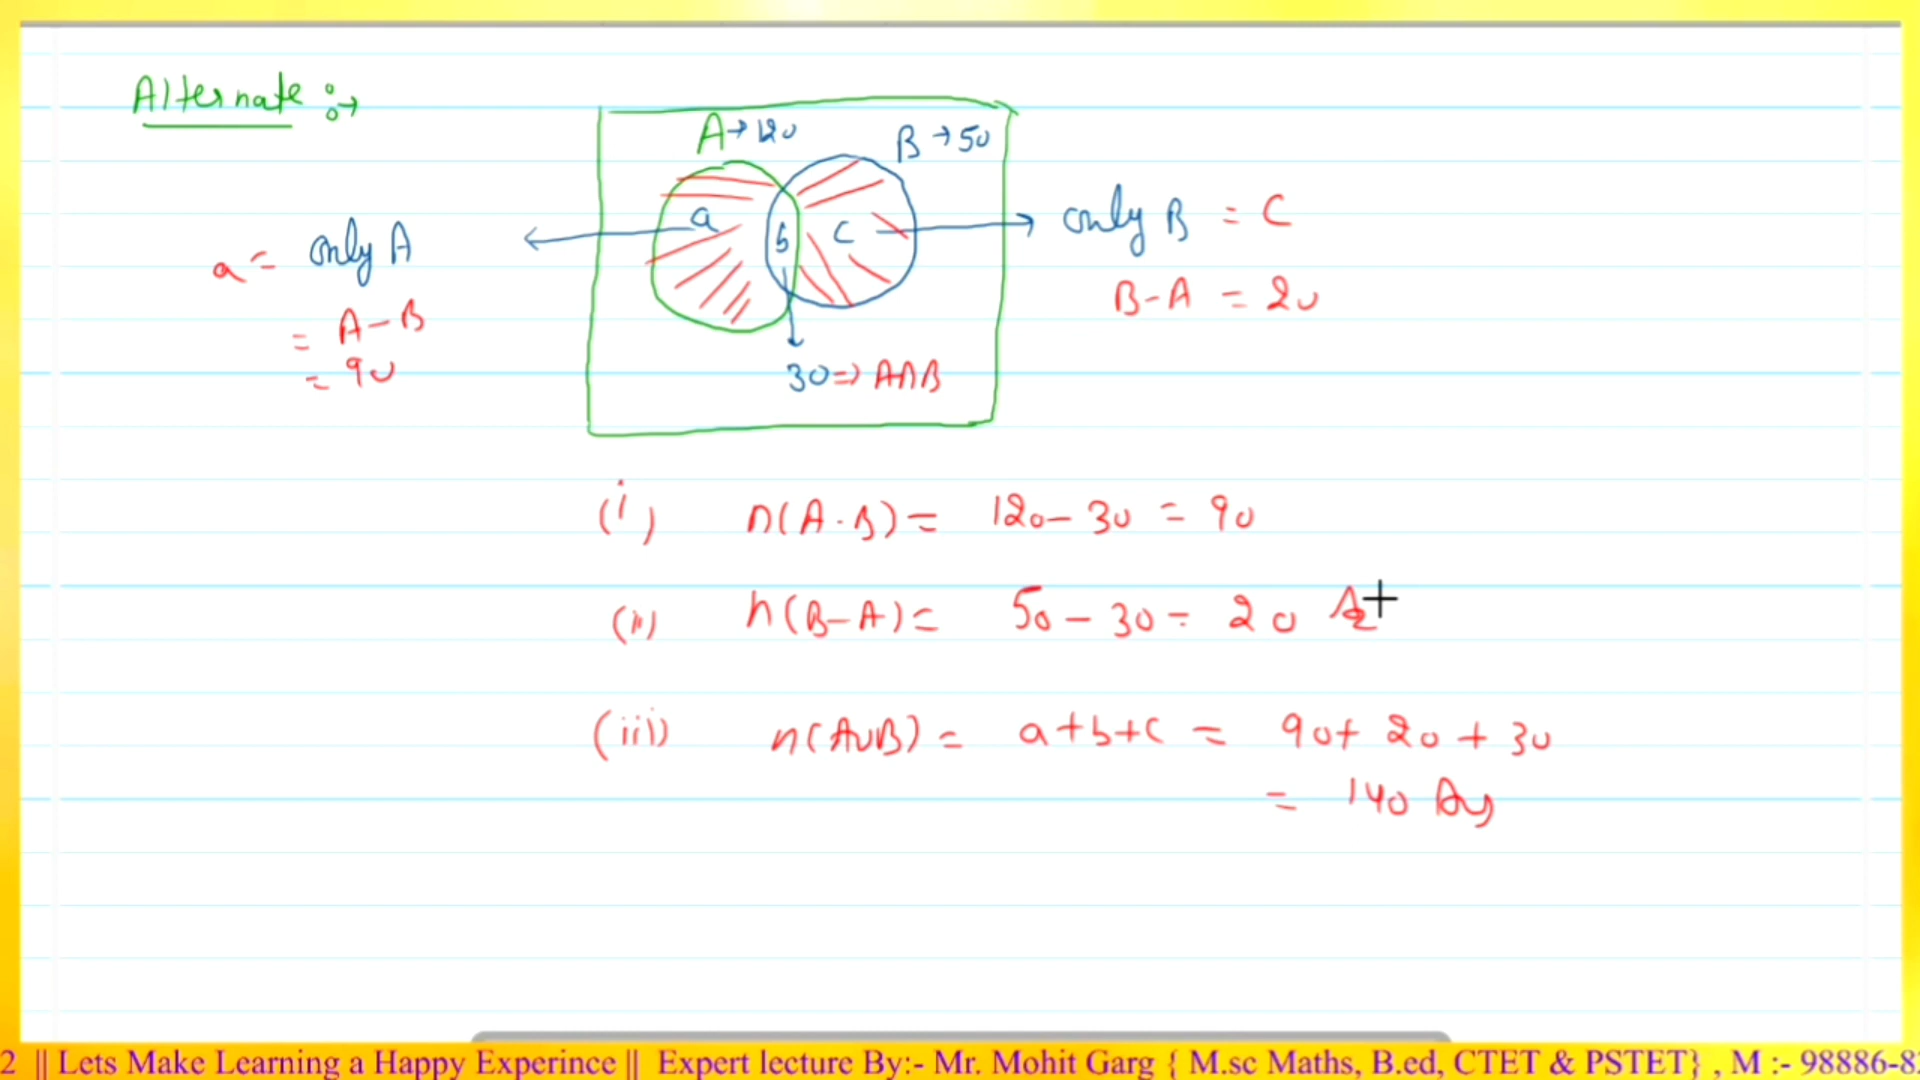 Alternate :→
A → 120
B → 50
a
b
c
only B = C
a = only A
B-A = 20
= A-B
= 90
30 => A∩B
(i) n(A-B) = 120-30 = 90
(ii) n(B-A) = 50-30 = 20
(iii) n(A∪B) = a+b+c = 90+20+30
= 140 Ans
2 || Lets Make Learning a Happy Experince || Expert lecture By:- Mr. Mohit Garg { M.sc Maths, B.ed, CTET & PSTET} , M :- 98886-8